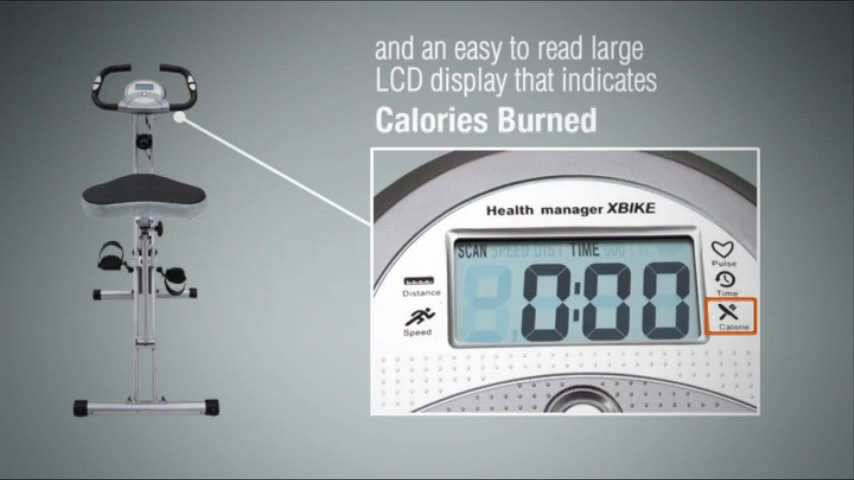 and an easy to read large
LCD display that indicates
Calories Burned
Health manager XBIKE
SCAN SPEED DIST TIME
0:00
Distance
Speed
Pulse
Time
Calorie